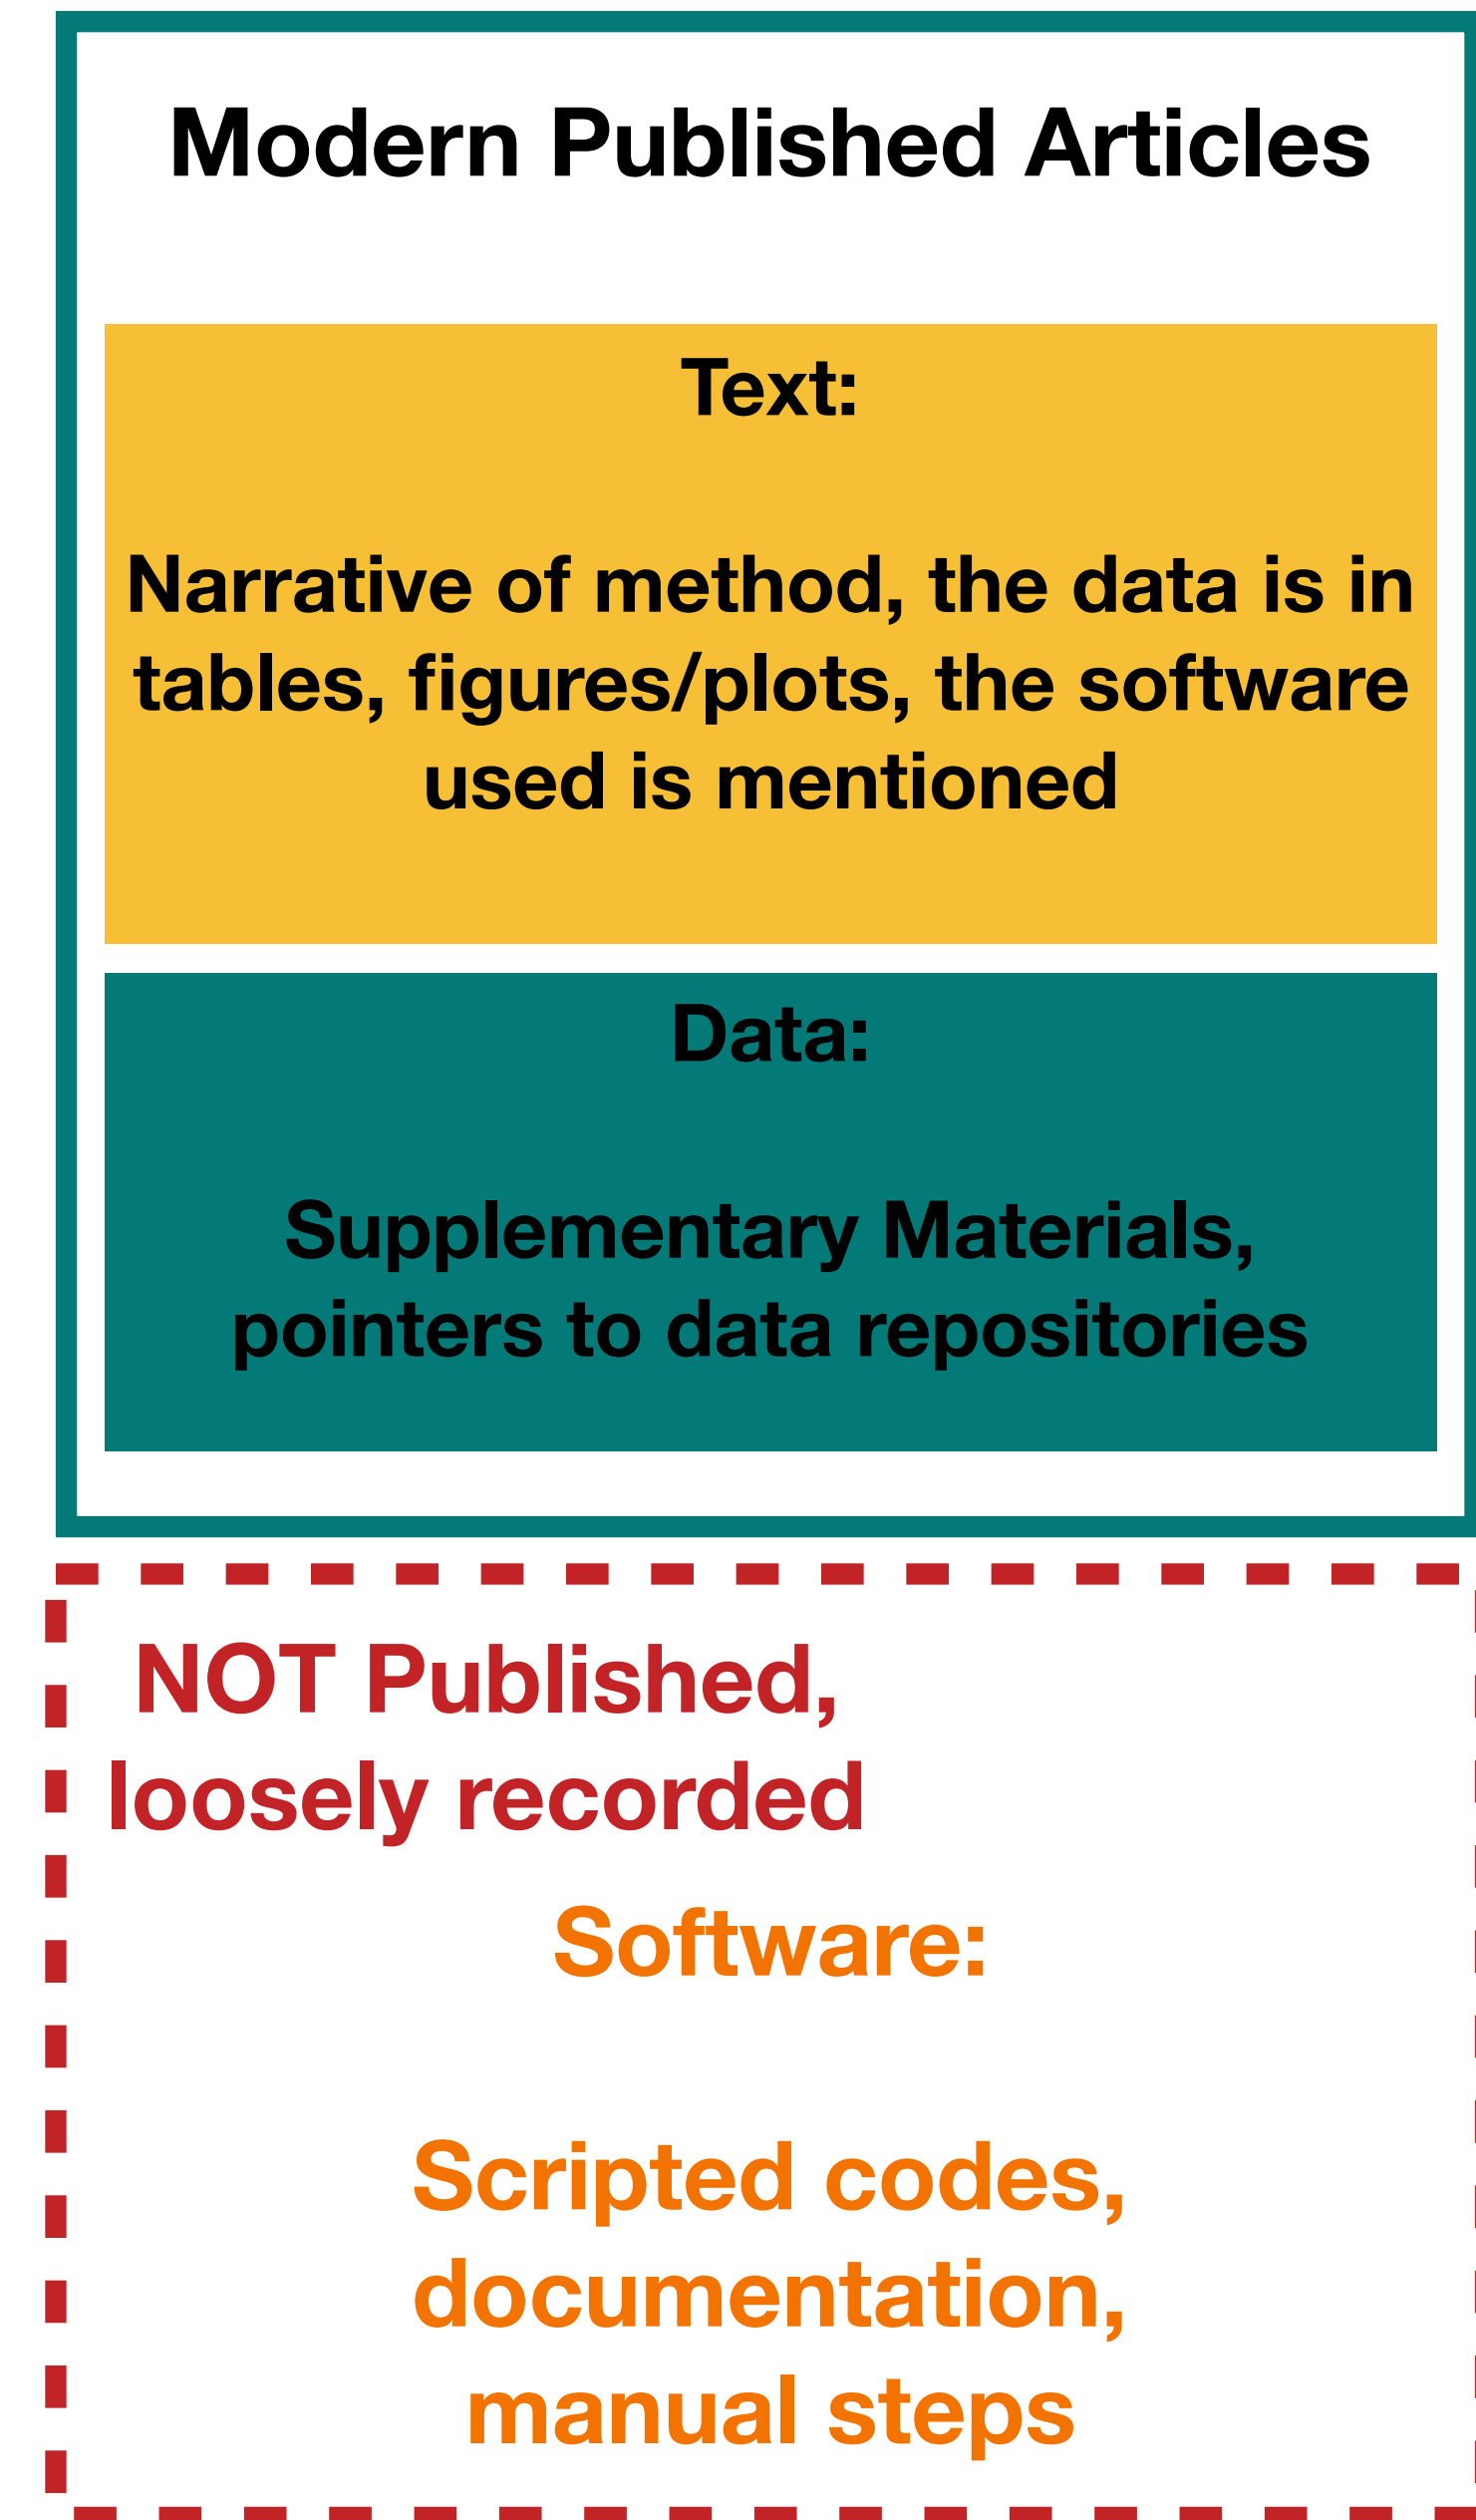 Modern Published Articles
Text:
Narrative of method, the data is in
tables, figures/plots, the software
used is mentioned
Data:
Supplementary Materials,
pointers to data repositories
NOT Published,
loosely recorded
Software:
Scripted codes,
documentation,
manual steps